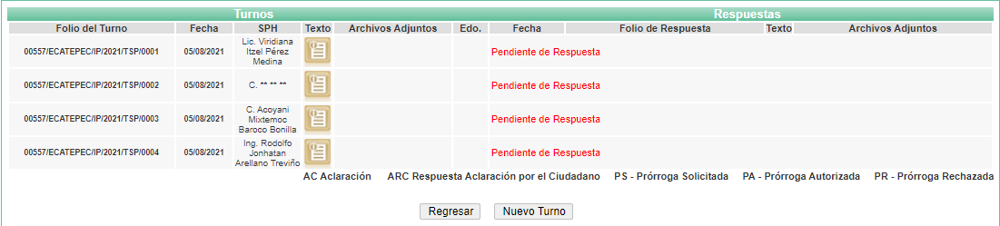 Turnos Respuestas
Folio del Turno Fecha SPH Texto Archivos Adjuntos Edo. Fecha Folio de Respuesta Texto Archivos Adjuntos
00557/ECATEPEC/IP/2021/TSP/0001 05/08/2021 Lic. Viridiana
Itzel Pérez
Medina
Pendiente de Respuesta
00557/ECATEPEC/IP/2021/TSP/0002 05/08/2021 C. ** ** ** Pendiente de Respuesta
00557/ECATEPEC/IP/2021/TSP/0003 05/08/2021 C. Acoyani
Mixtemoc
Baroco Bonilla
Pendiente de Respuesta
00557/ECATEPEC/IP/2021/TSP/0004 05/08/2021 Ing. Rodolfo
Jonhatan
Arellano Treviño
Pendiente de Respuesta
AC Aclaración ARC Respuesta Aclaración por el Ciudadano PS - Prórroga Solicitada PA - Prórroga Autorizada PR - Prórroga Rechazada
Regresar Nuevo Turno